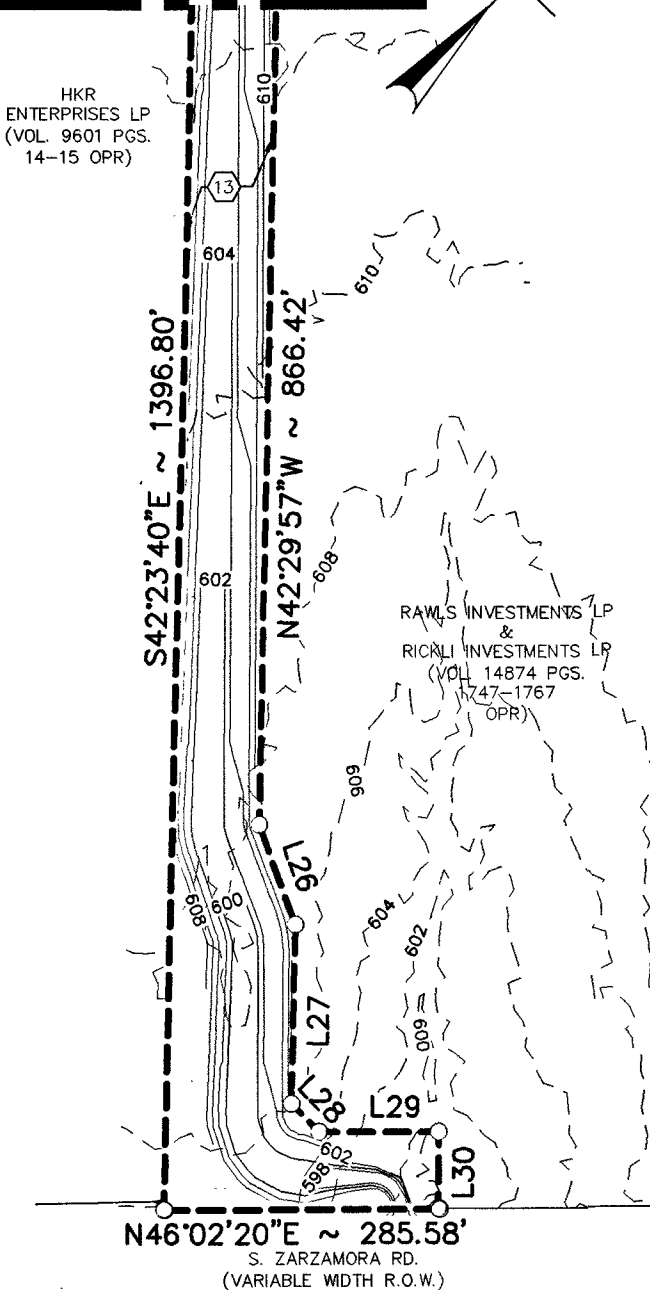 HKR
ENTERPRISES LP
(VOL. 9601 PGS.
14-15 OPR)
610
13
604
610
S42°23'40"E ~ 1396.80'
N42°29'57"W ~ 866.42'
608
602
RAWLS INVESTMENTS LP
&
RICKLI INVESTMENTS LP
(VOL. 14874 PGS.
1747-1767
OPR)
606
L26
608
600
604
602
L27
600
L28
L29
602
598
L30
N46°02'20"E ~ 285.58'
S. ZARZAMORA RD.
(VARIABLE WIDTH R.O.W.)